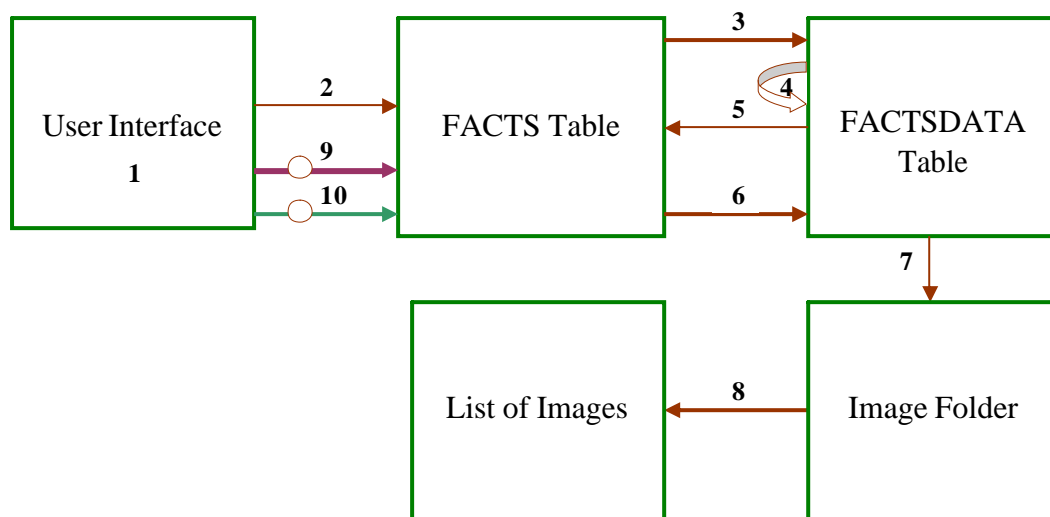 User Interface
1
2
9
10
FACTS Table
3
4
5
6
FACTSDATA
Table
7
List of Images
8
Image Folder